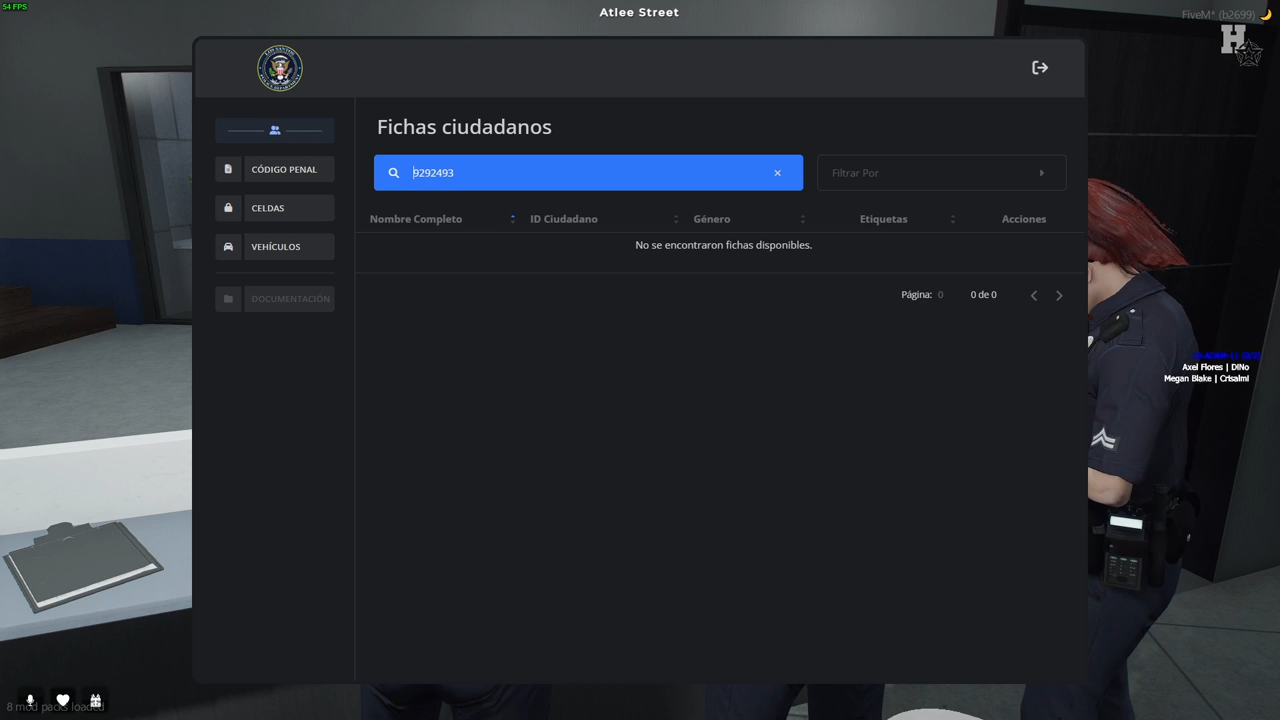 54 FPS
Atlee Street
FiveM* (b2699)
H
Fichas ciudadanos
9292493
Filtrar Por
CÓDIGO PENAL
CELDAS
VEHÍCULOS
DOCUMENTACIÓN
Nombre Completo ID Ciudadano Género Etiquetas Acciones
No se encontraron fichas disponibles.
Página: 0 0 de 0
Axel Flores | DiNo
Megan Blake | Crisalmi
8 mod packs loaded